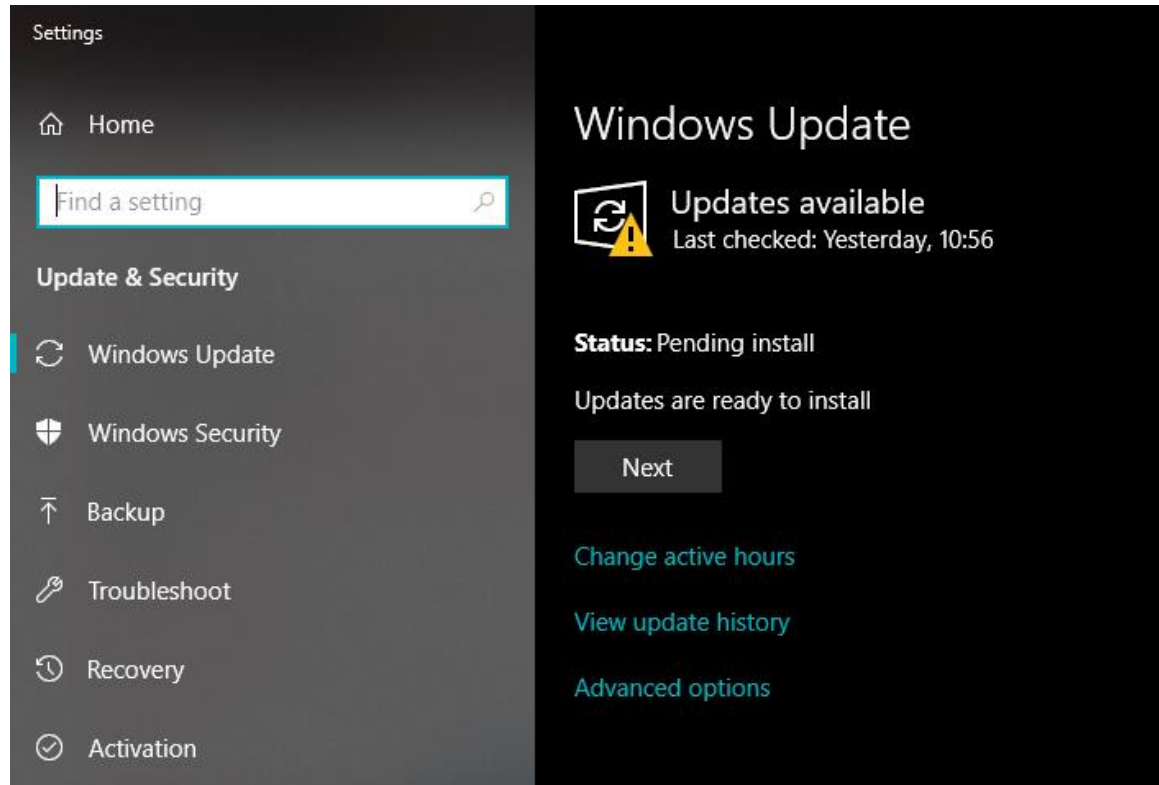 Settings
Home
Find a setting
Update & Security
Windows Update
Windows Security
Backup
Troubleshoot
Recovery
Activation
Windows Update
Updates available
Last checked: Yesterday, 10:56
Status: Pending install
Updates are ready to install
Next
Change active hours
View update history
Advanced options